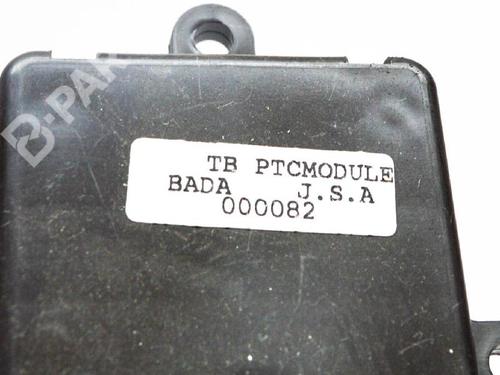 B-PAR
TB PTCMODULE
BADA J.S.A
000082